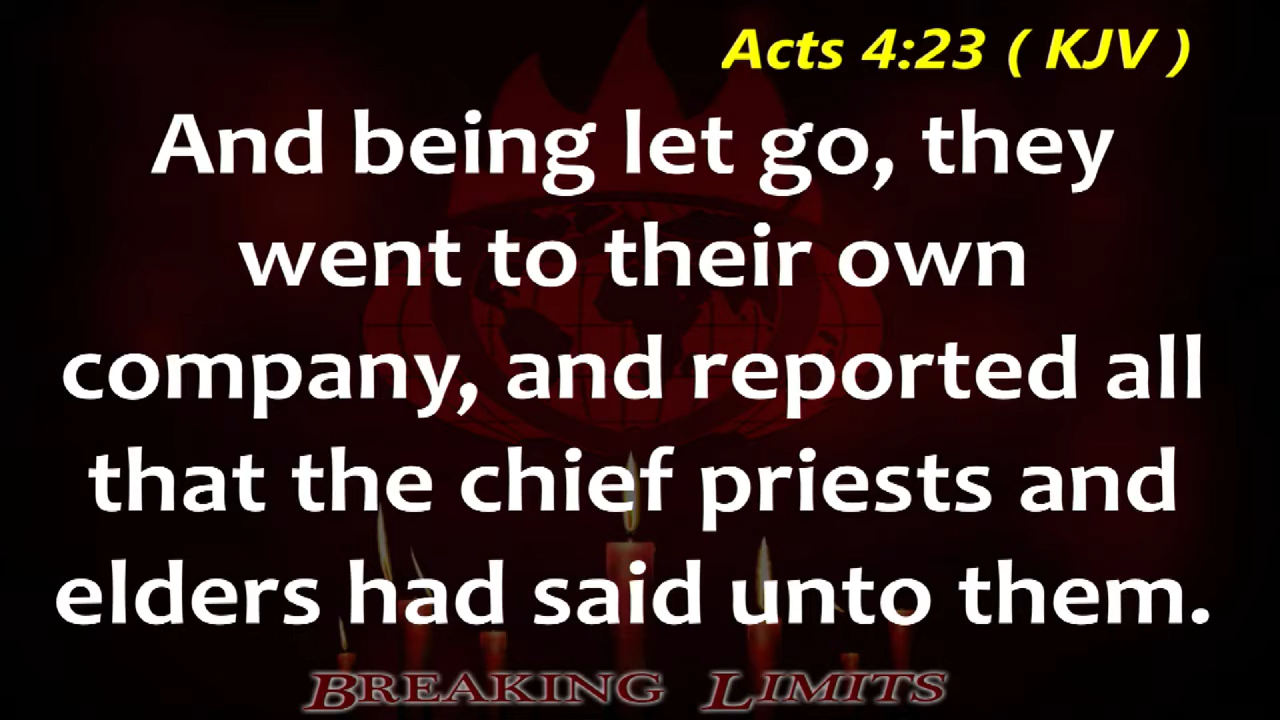 Acts 4:23 ( KJV )
And being let go, they
went to their own
company, and reported all
that the chief priests and
elders had said unto them.
BREAKING LIMITS